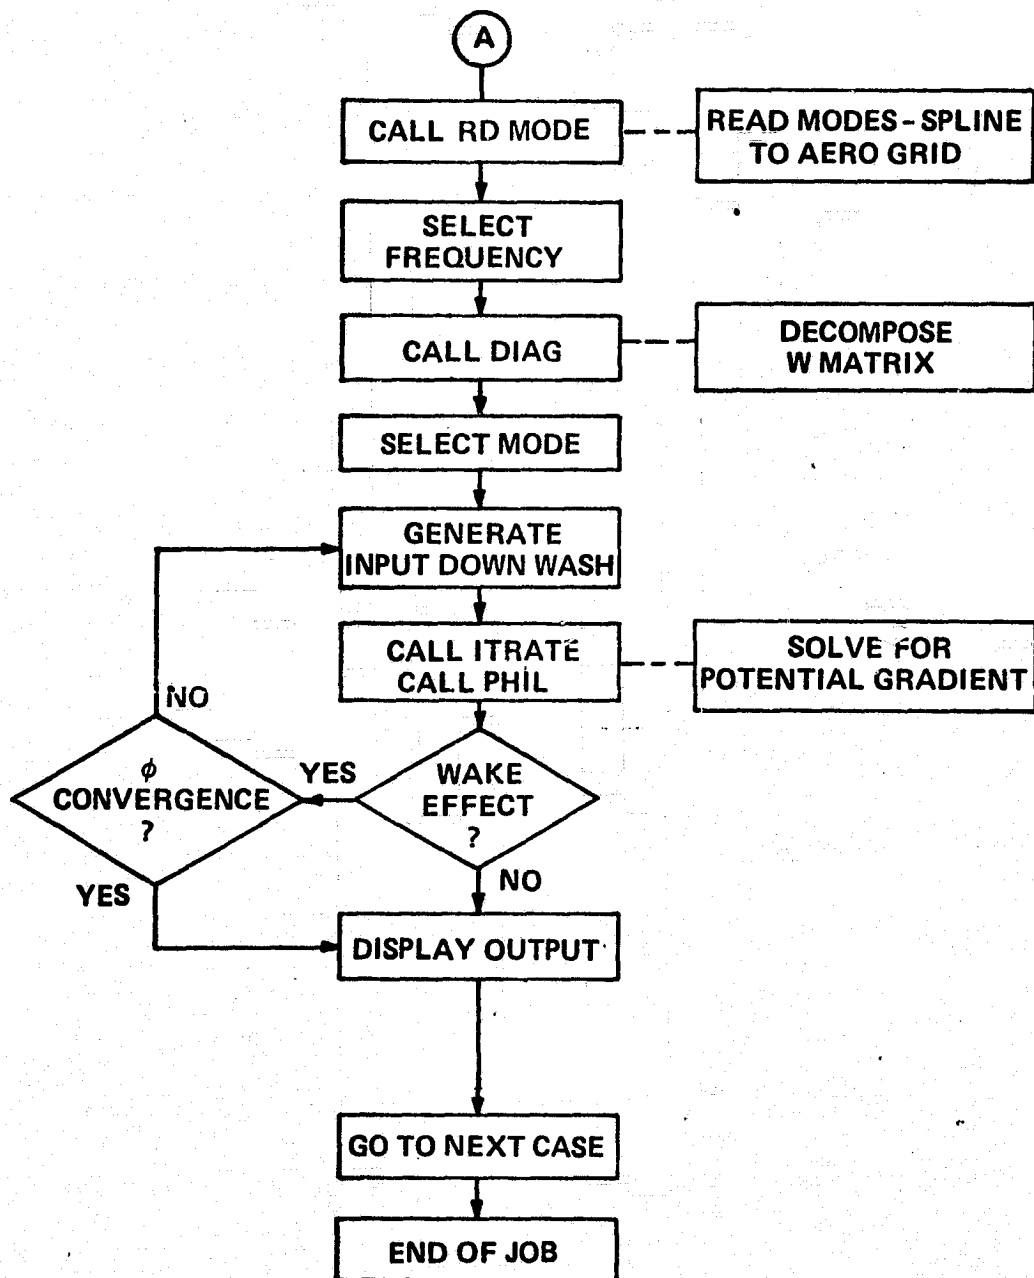 A
CALL RD MODE
READ MODES-SPLINE
TO AERO GRID
SELECT
FREQUENCY
CALL DIAG
DECOMPOSE
W MATRIX
SELECT MODE
GENERATE
INPUT DOWN WASH
CALL ITRATE
CALL PHIL
SOLVE FOR
POTENTIAL GRADIENT
NO
φ
CONVERGENCE
?
YES
WAKE
EFFECT
?
YES
NO
DISPLAY OUTPUT
GO TO NEXT CASE
END OF JOB